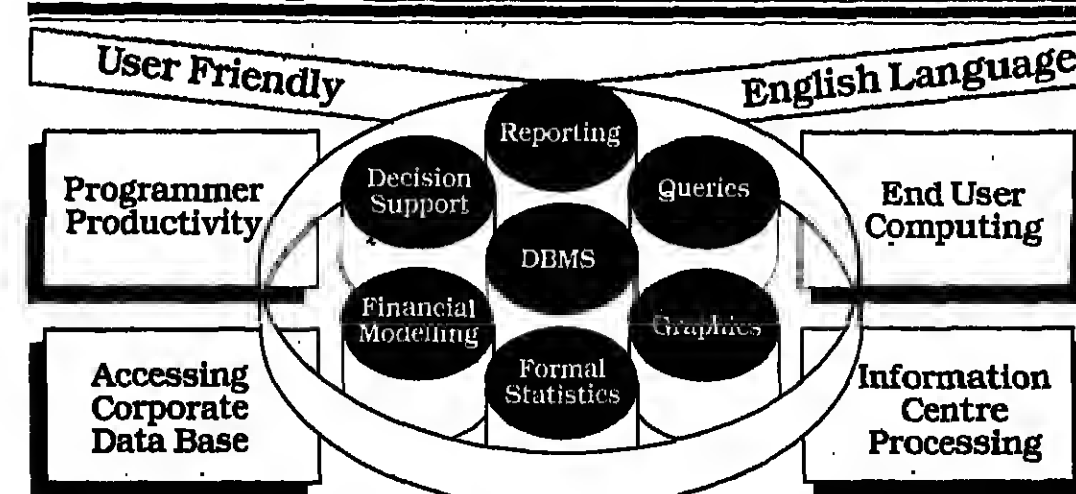 User Friendly
English Language
Programmer
Productivity
Reporting
Decision
Support
Queries
DBMS
Financial
Modelling
Graphics
Formal
Statistics
End User
Computing
Accessing
Corporate
Data Base
Information
Centre
Processing